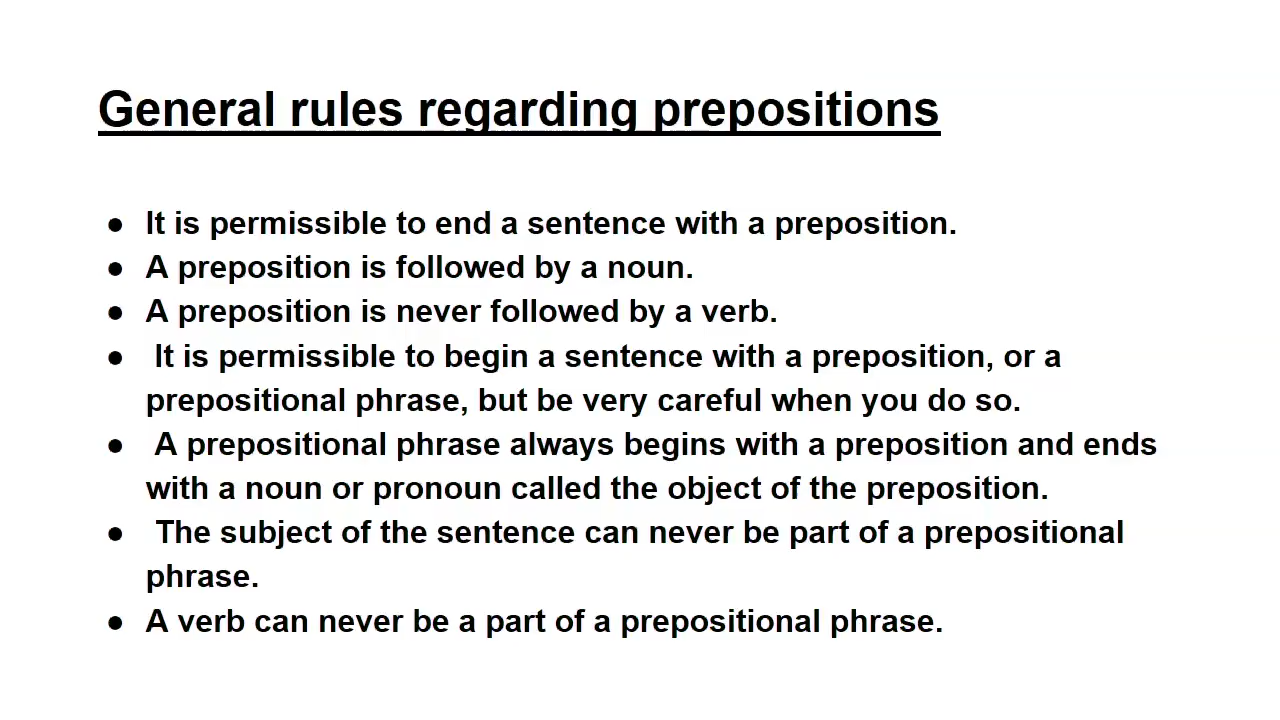 General rules regarding prepositions
● It is permissible to end a sentence with a preposition.
● A preposition is followed by a noun.
● A preposition is never followed by a verb.
● It is permissible to begin a sentence with a preposition, or a
prepositional phrase, but be very careful when you do so.
● A prepositional phrase always begins with a preposition and ends
with a noun or pronoun called the object of the preposition.
● The subject of the sentence can never be part of a prepositional
phrase.
● A verb can never be a part of a prepositional phrase.